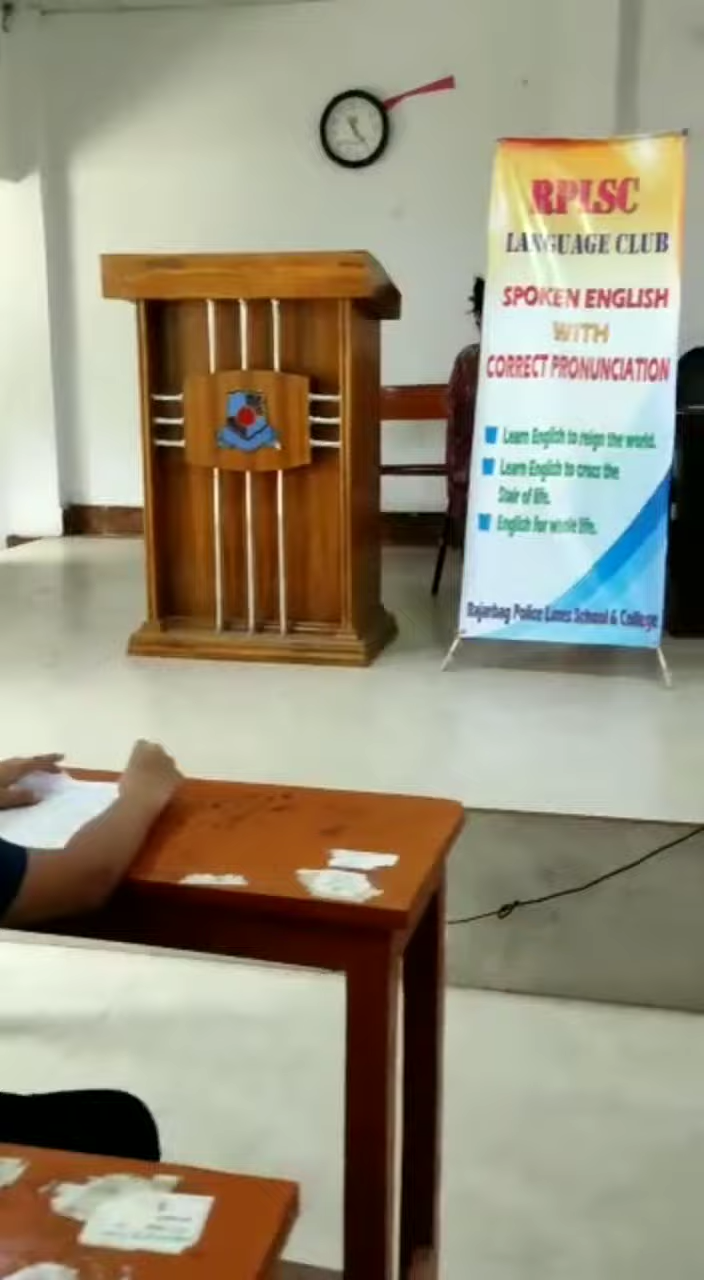 RPLSC
LANGUAGE CLUB
SPOKEN ENGLISH
WITH
CORRECT PRONUNCIATION
Learn English to reign the world.
Learn English to cross the
Stair of life.
English for whole life.
Rajarbag Police Lines School & College